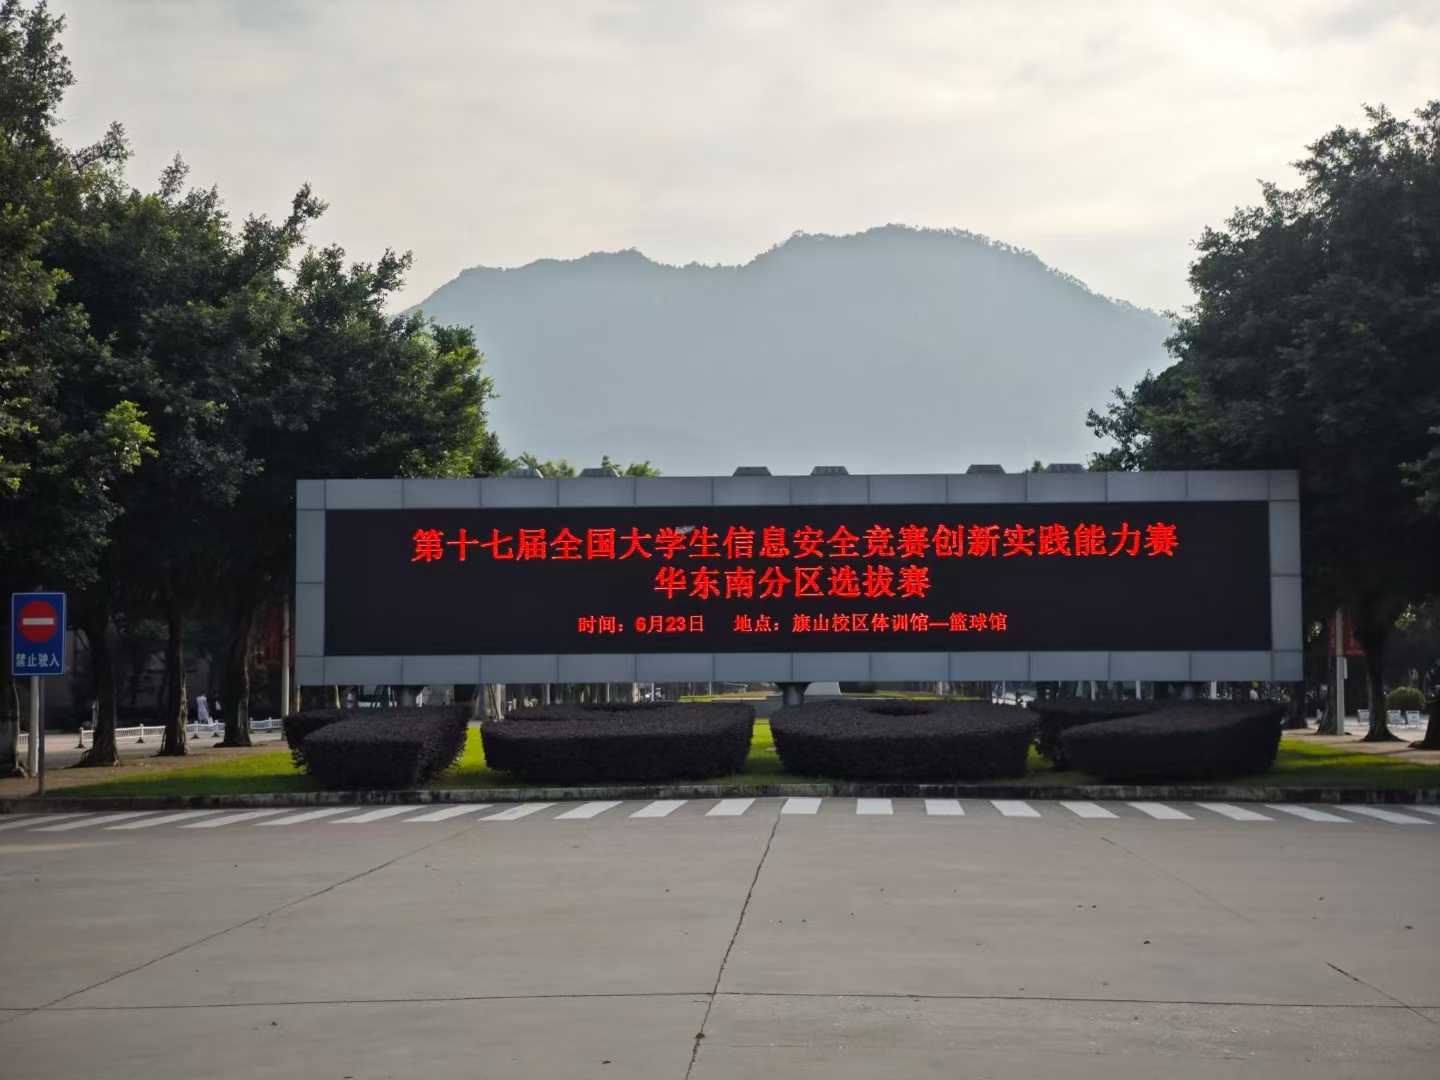 第十七届全国大学生信息安全竞赛创新实践能力赛
华东南分区选拔赛
时间：6月23日 地点：旗山校区体训馆—篮球馆
禁止驶入